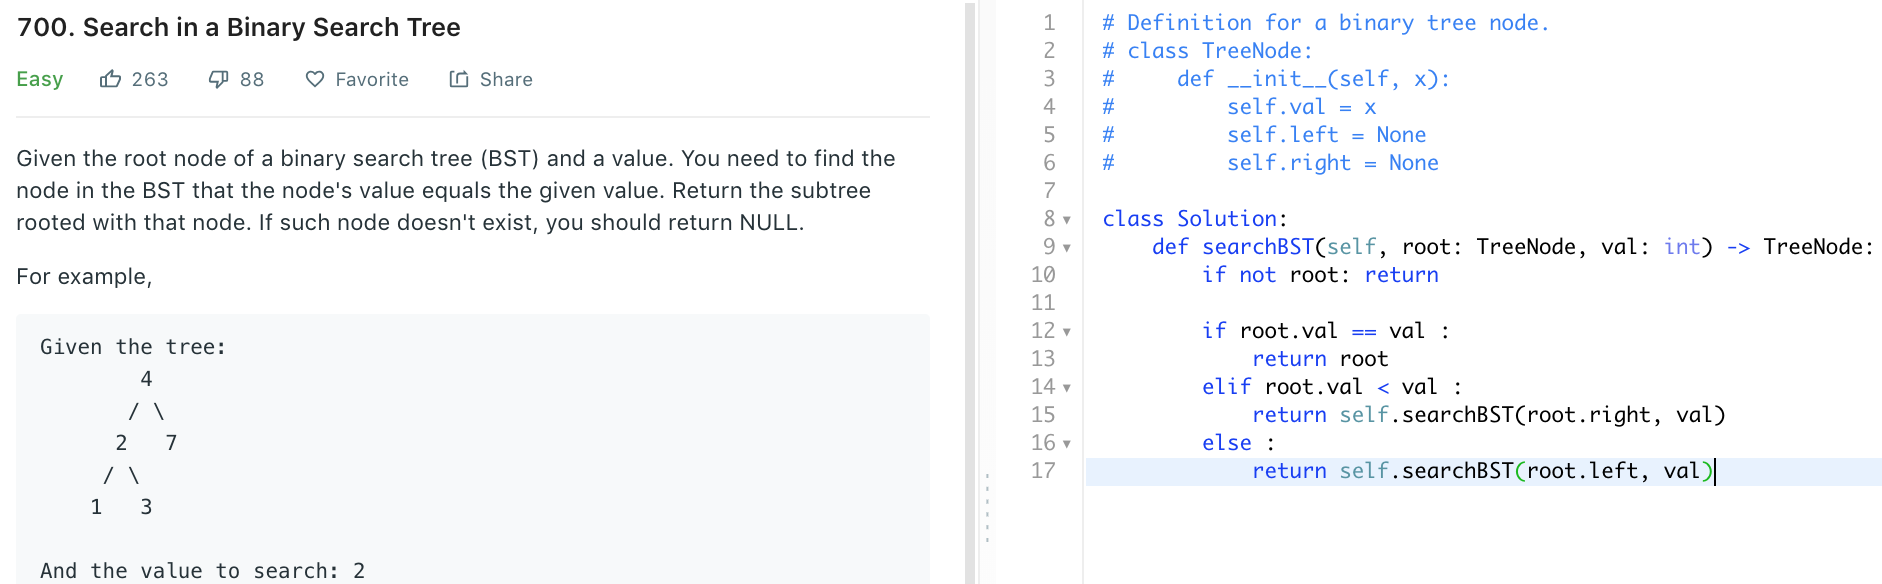 700. Search in a Binary Search Tree
Easy 263 88 Favorite Share
Given the root node of a binary search tree (BST) and a value. You need to find the
node in the BST that the node's value equals the given value. Return the subtree
rooted with that node. If such node doesn't exist, you should return NULL.
For example,
Given the tree:
        4
       / \
      2   7
     / \
    1   3
And the value to search: 2
1 # Definition for a binary tree node.
2 # class TreeNode:
3 #     def __init__(self, x):
4 #         self.val = x
5 #         self.left = None
6 #         self.right = None
7
8 class Solution:
9     def searchBST(self, root: TreeNode, val: int) -> TreeNode:
10         if not root: return
11
12         if root.val == val :
13             return root
14         elif root.val < val :
15             return self.searchBST(root.right, val)
16         else :
17             return self.searchBST(root.left, val)